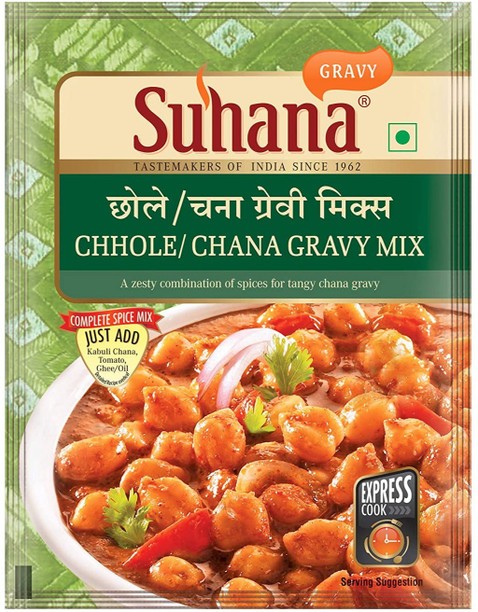 GRAVY
Suhana®
TASTEMAKERS OF INDIA SINCE 1962
छोले/चना ग्रेवी मिक्स
CHHOLE/ CHANA GRAVY MIX
A zesty combination of spices for tangy chana gravy
COMPLETE SPICE MIX
JUST ADD
Kabuli Chana,
Tomato,
Ghee/Oil
EXPRESS
COOK
Serving Suggestion